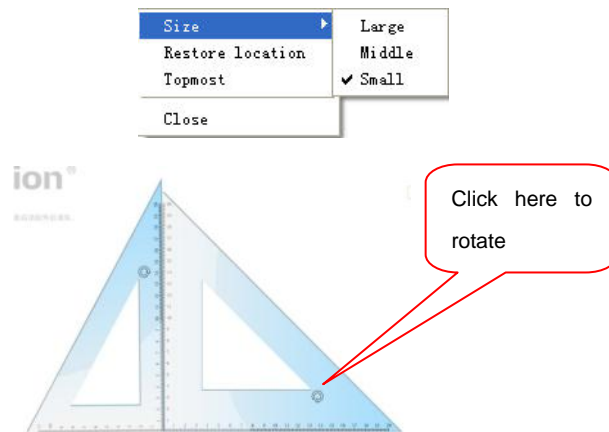 Size Large
Restore location Middle
Topmost Small
Close
ion®
Click here to
rotate